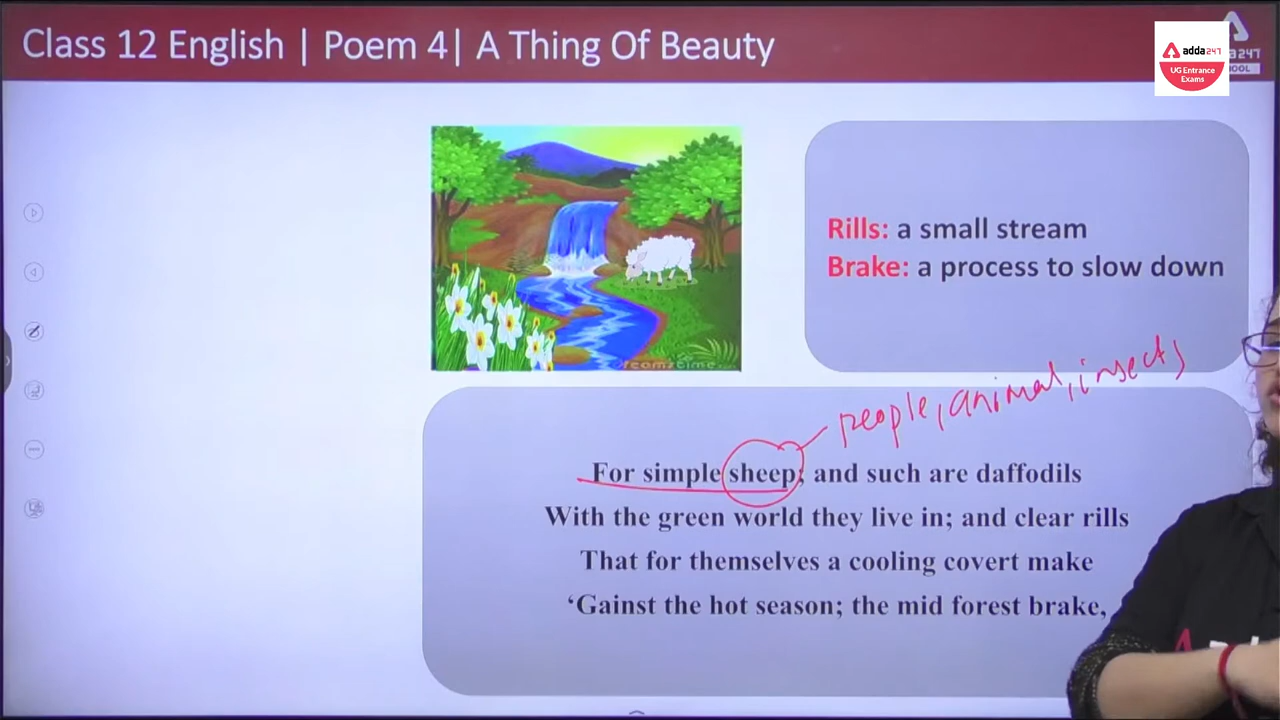 Class 12 English | Poem 4| A Thing Of Beauty
adda247
UG Entrance
Exams
Rills: a small stream
Brake: a process to slow down
people, animal, insects
For simple sheep; and such are daffodils
With the green world they live in; and clear rills
That for themselves a cooling covert make
‘Gainst the hot season; the mid forest brake,